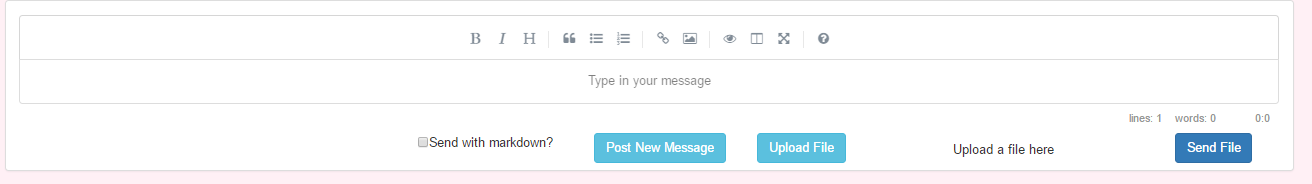 B I H
Type in your message
lines: 1 words: 0 0:0
Send with markdown? Post New Message Upload File Upload a file here Send File